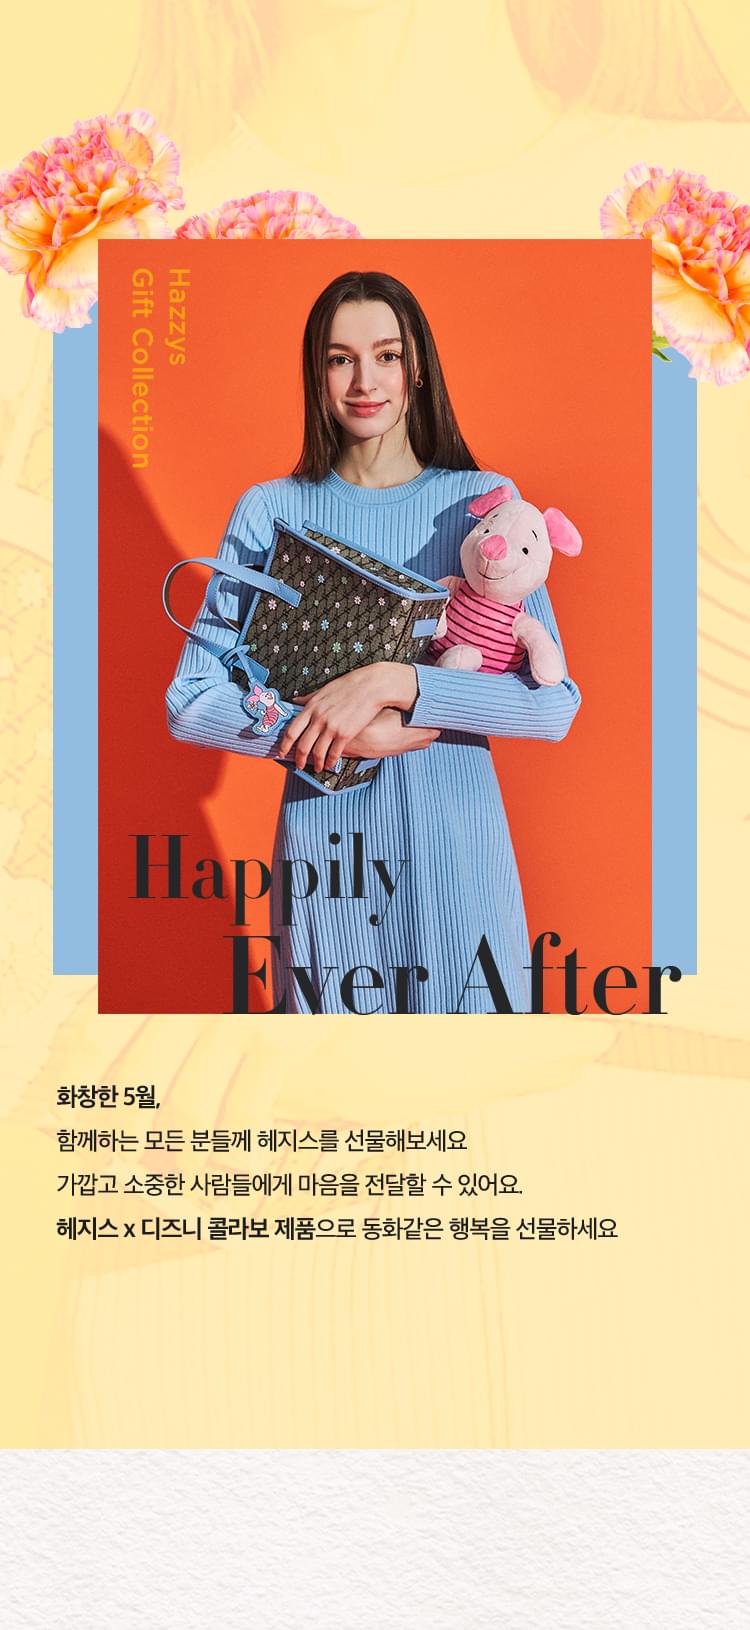 Hazzys
Gift Collection
Happily
Ever After
화창한 5월,
함께하는 모든 분들께 헤지스를 선물해보세요
가깝고 소중한 사람들에게 마음을 전달할 수 있어요.
헤지스 x 디즈니 콜라보 제품으로 동화같은 행복을 선물하세요